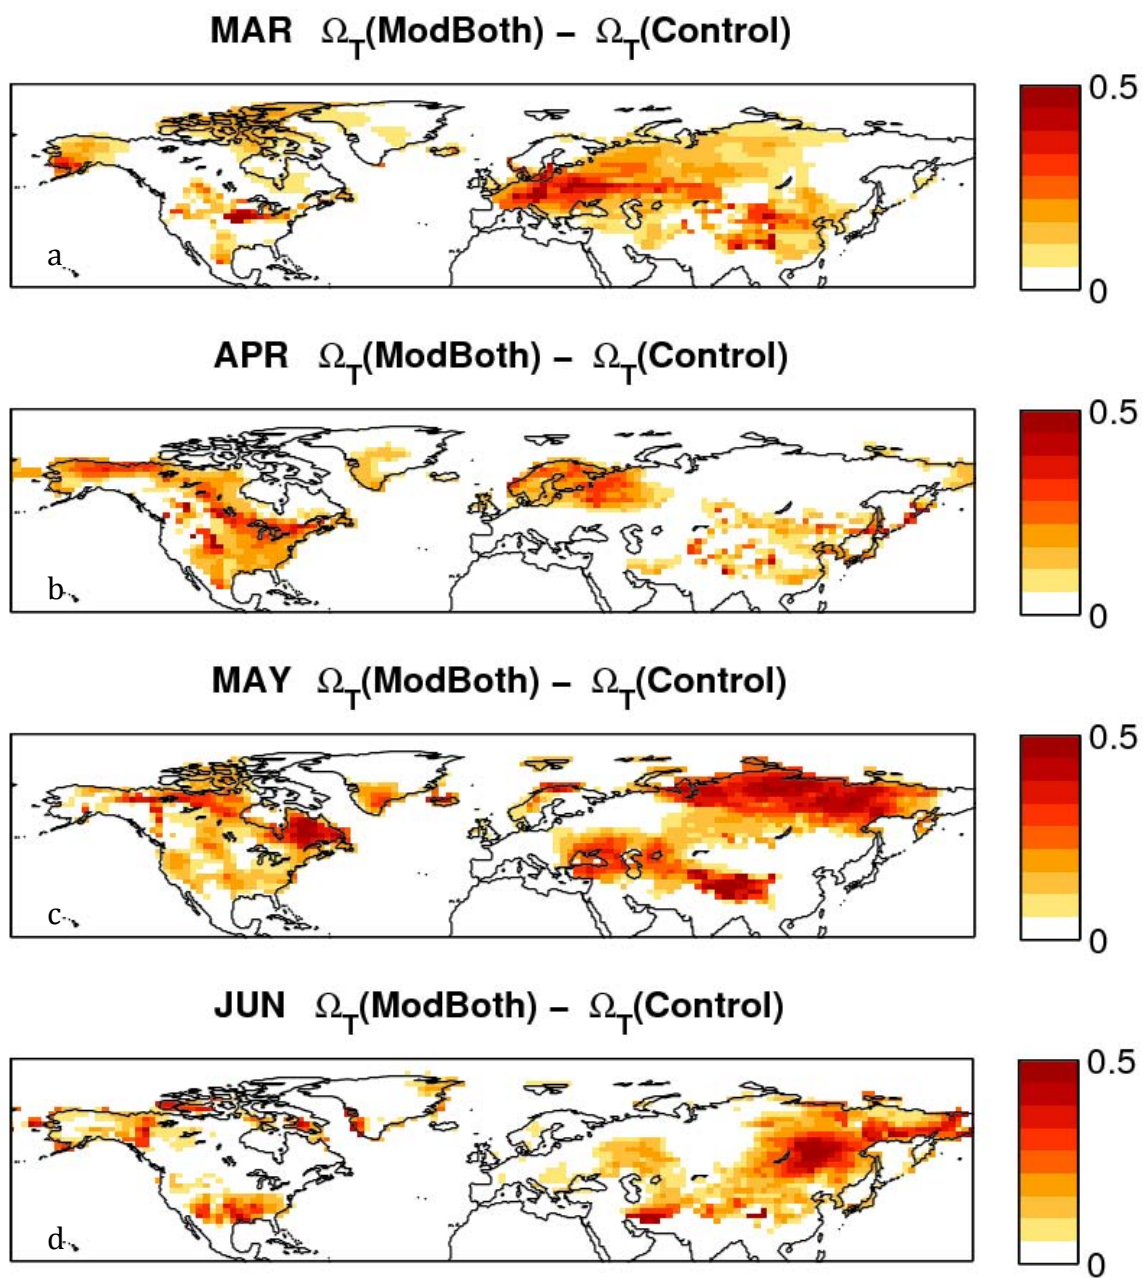 MAR Ω_T(ModBoth) – Ω_T(Control)
0.5
a
0
APR Ω_T(ModBoth) – Ω_T(Control)
0.5
b
0
MAY Ω_T(ModBoth) – Ω_T(Control)
0.5
c
0
JUN Ω_T(ModBoth) – Ω_T(Control)
0.5
d
0